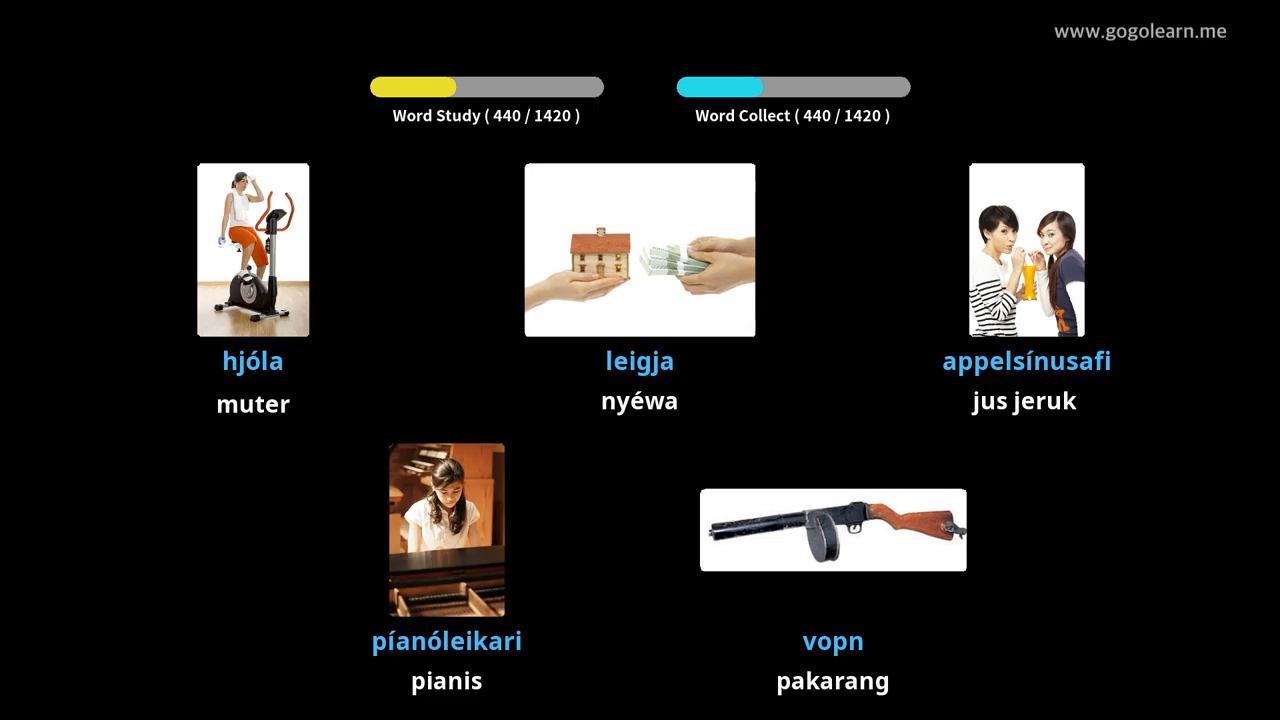 www.gogolearn.me
Word Study ( 440 / 1420 )
Word Collect ( 440 / 1420 )
hjóla
muter
leigja
nyéwa
appelsínusafi
jus jeruk
píanóleikari
pianis
vopn
pakarang